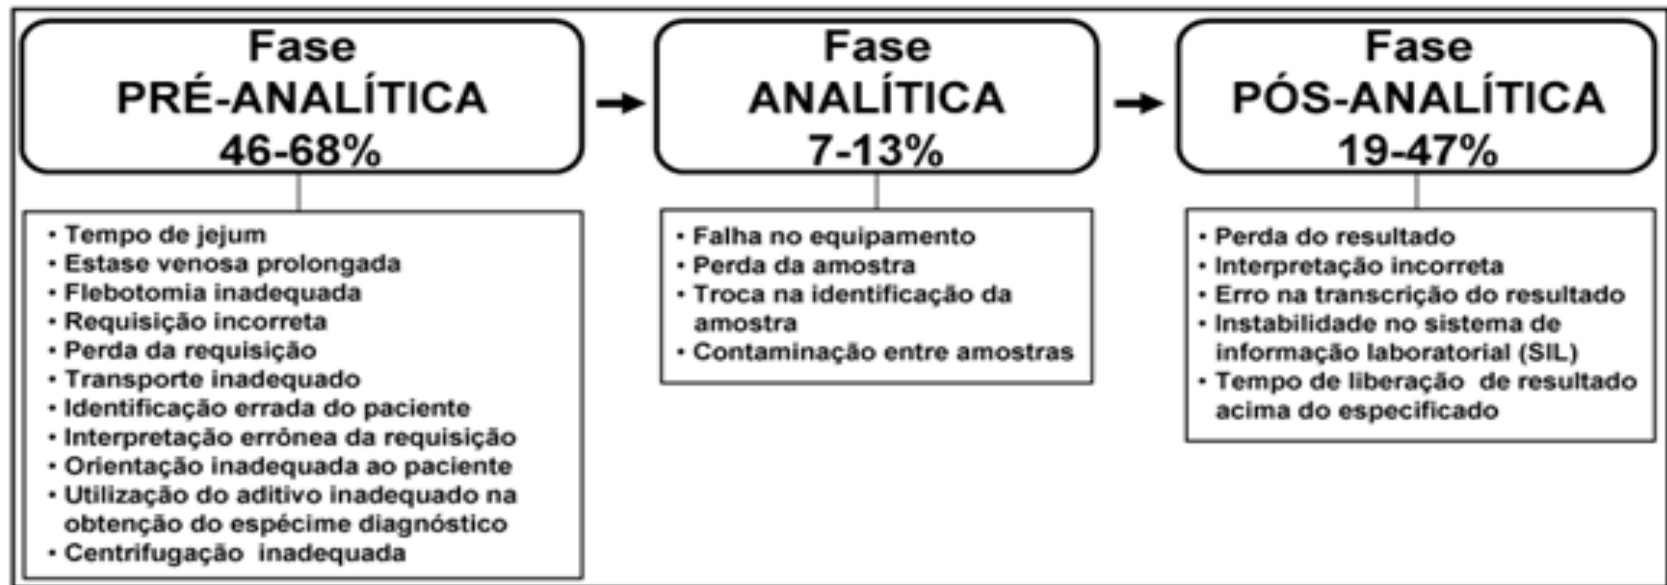 Fase
PRÉ-ANALÍTICA
46-68%
• Tempo de jejum
• Estase venosa prolongada
• Flebotomia inadequada
• Requisição incorreta
• Perda da requisição
• Transporte inadequado
• Identificação errada do paciente
• Interpretação errônea da requisição
• Orientação inadequada ao paciente
• Utilização do aditivo inadequado na
obtenção do espécime diagnóstico
• Centrifugação inadequada
Fase
ANALÍTICA
7-13%
• Falha no equipamento
• Perda da amostra
• Troca na identificação da
amostra
• Contaminação entre amostras
Fase
PÓS-ANALÍTICA
19-47%
• Perda do resultado
• Interpretação incorreta
• Erro na transcrição do resultado
• Instabilidade no sistema de
informação laboratorial (SIL)
• Tempo de liberação de resultado
acima do especificado